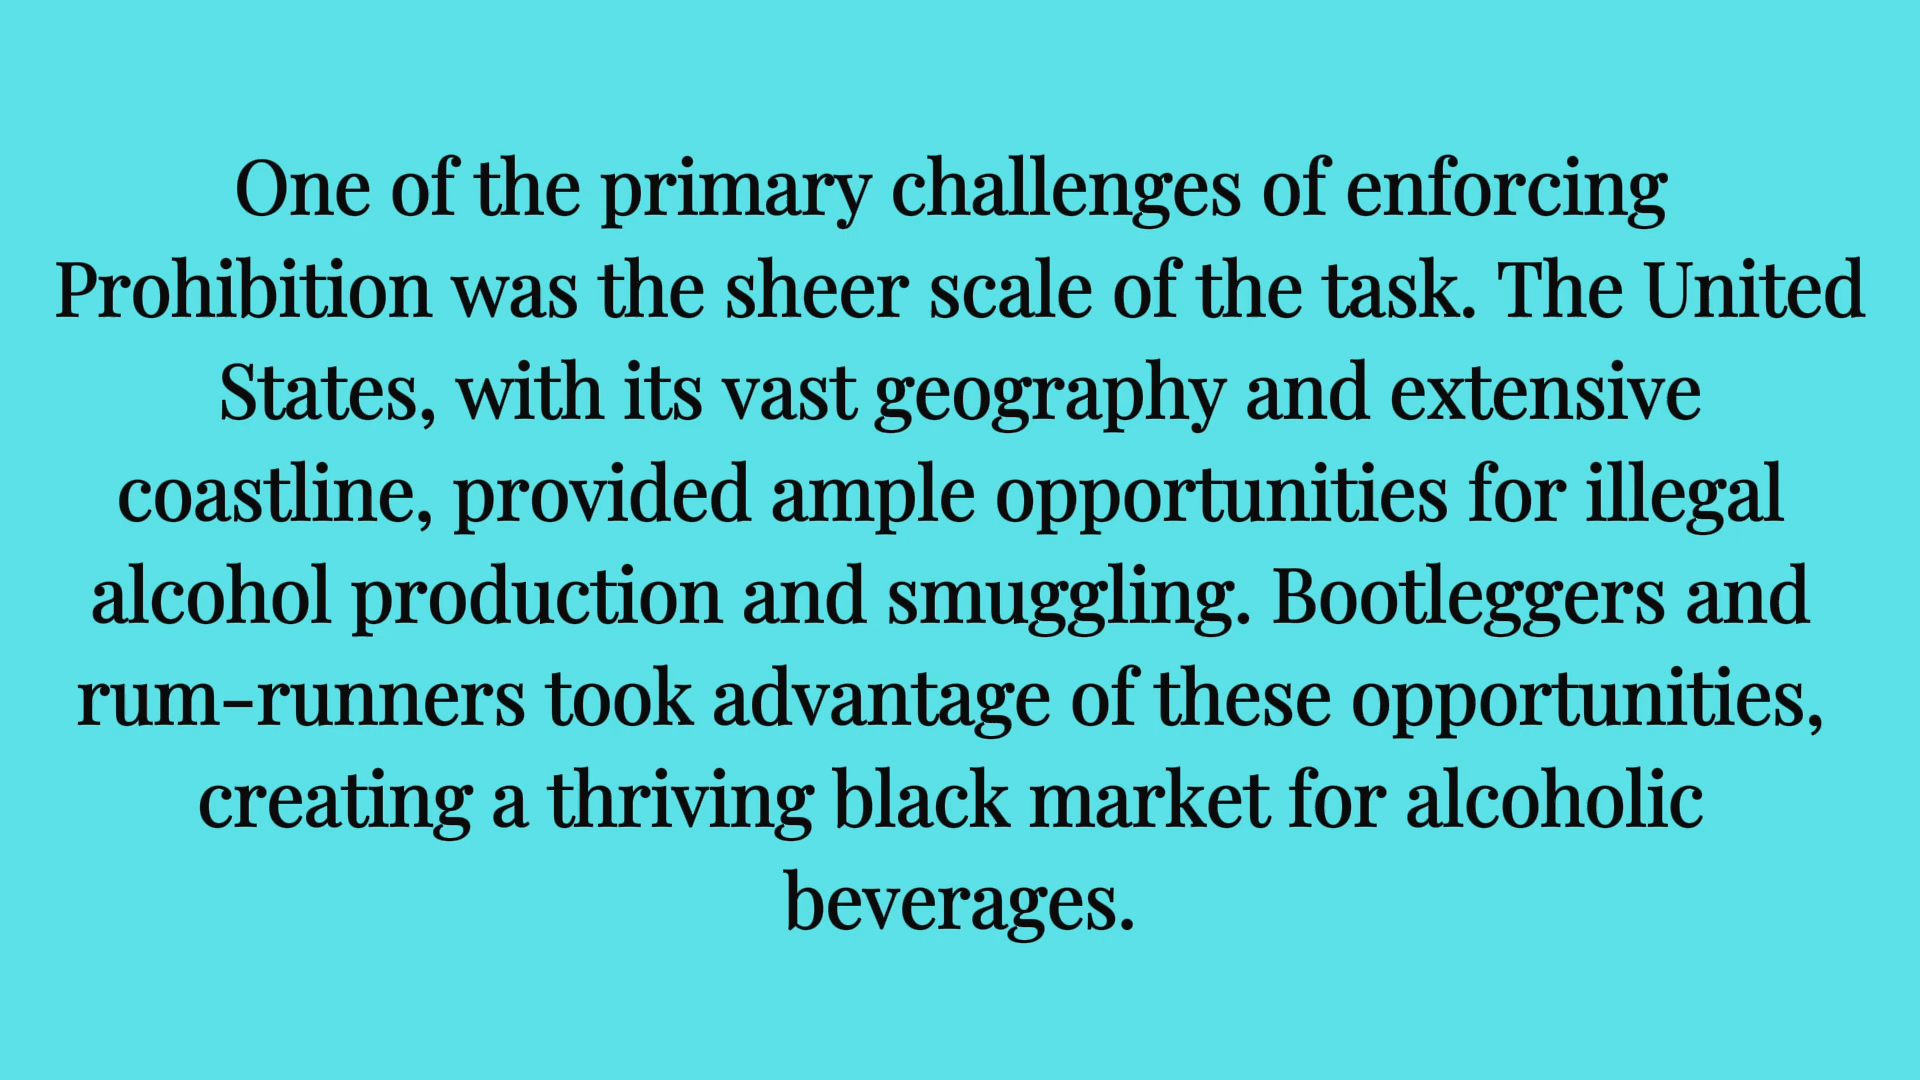 One of the primary challenges of enforcing
Prohibition was the sheer scale of the task. The United
States, with its vast geography and extensive
coastline, provided ample opportunities for illegal
alcohol production and smuggling. Bootleggers and
rum-runners took advantage of these opportunities,
creating a thriving black market for alcoholic
beverages.